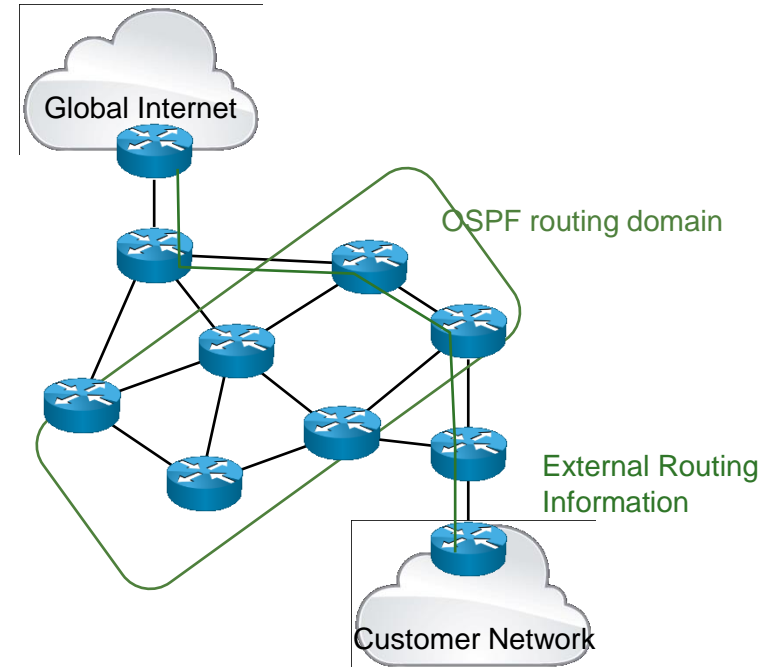 Global Internet
OSPF routing domain
External Routing
Information
Customer Network